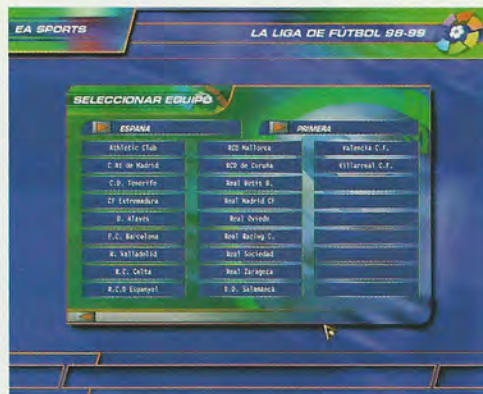 EA SPORTS
LA LIGA DE FÚTBOL 98-99
SELECCIONAR EQUIPO
ESPAÑA
PRIMERA
Athletic Club
C At de Madrid
C.D. Tenerife
CF Extremadura
D. Alaves
F.C. Barcelona
R. Valladolid
R.C. Celta
R.C.D Espanyol
RCD Mallorca
RCD de Coruña
Real Betis B.
Real Madrid CF
Real Oviedo
Real Racing C.
Real Sociedad
Real Zaragoza
U.D. Salamanca
Valencia C.F.
Villarreal C.F.